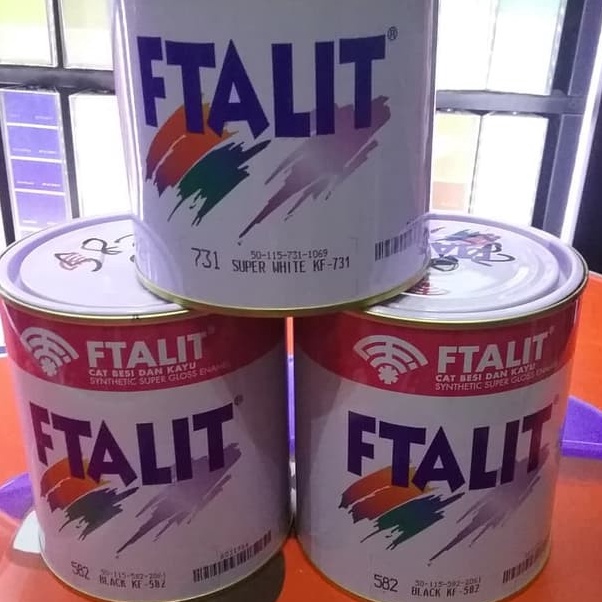 FTALIT®
731
50-115-731-1069
SUPER WHITE KF-731
FTALIT®
CAT BESI DAN KAYU
SYNTHETIC SUPER GLOSS ENAMEL
FTALIT®
582
50-115-582-2061
BLACK KF-582
FTALIT®
CAT BESI DAN KAYU
SYNTHETIC SUPER GLOSS ENAMEL
FTALIT®
582
50-115-582-2061
BLACK KF-582